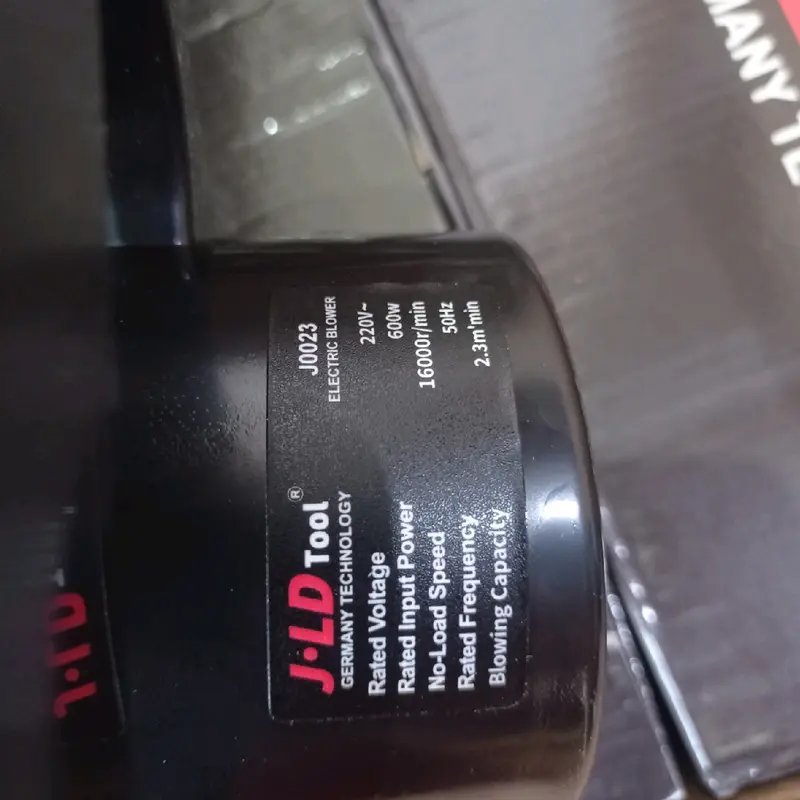 J·LD Tool® J0023
GERMANY TECHNOLOGY ELECTRIC BLOWER
Rated Voltage 220V~
Rated Input Power 600w
No-Load Speed 16000r/min
Rated Frequency 50Hz
Blowing Capacity 2.3m'min
J·LD
MANY TE